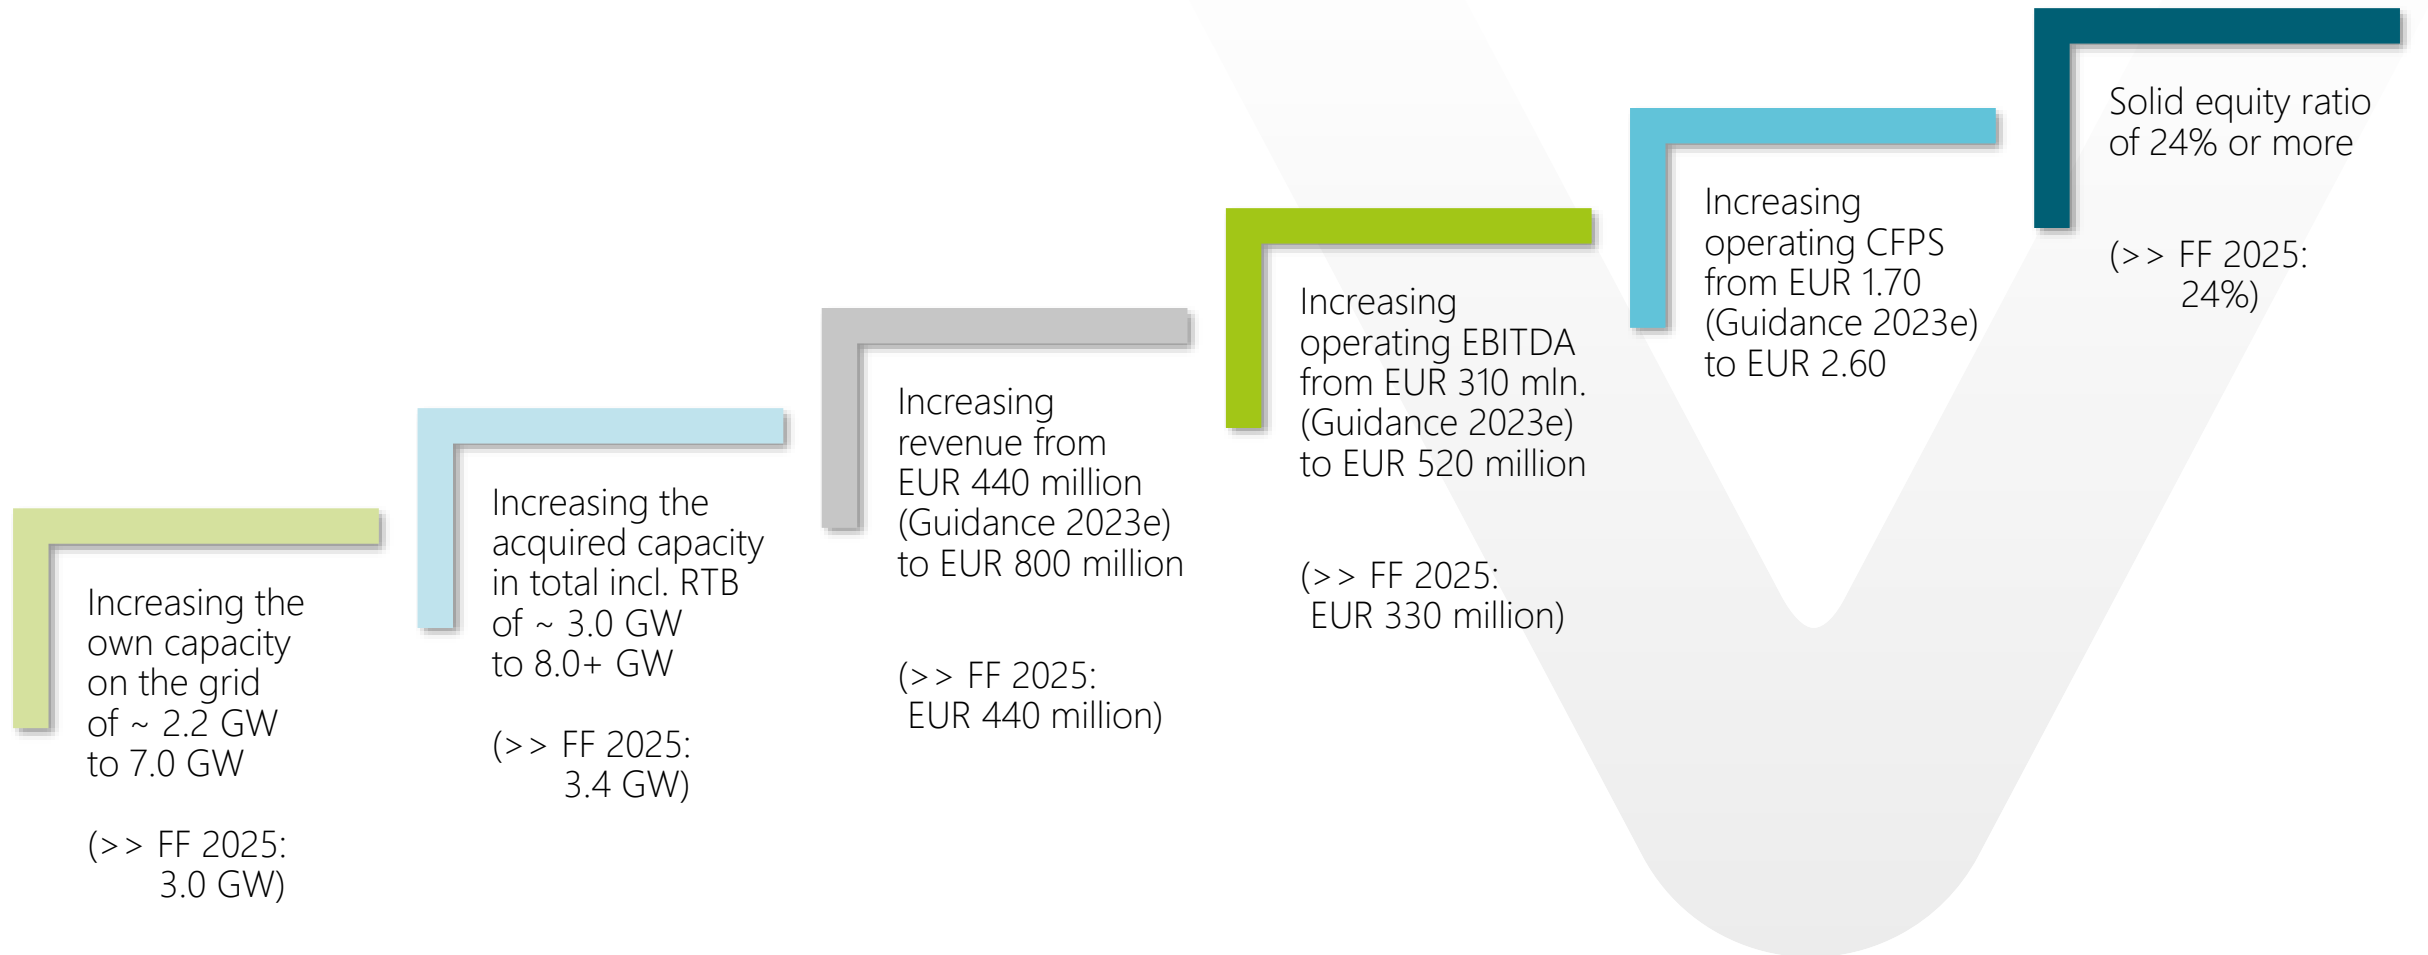 Increasing the
own capacity
on the grid
of ~ 2.2 GW
to 7.0 GW
(>> FF 2025:
3.0 GW)
Increasing the
acquired capacity
in total incl. RTB
of ~ 3.0 GW
to 8.0+ GW
(>> FF 2025:
3.4 GW)
Increasing
revenue from
EUR 440 million
(Guidance 2023e)
to EUR 800 million
(>> FF 2025:
EUR 440 million)
Increasing
operating EBITDA
from EUR 310 mln.
(Guidance 2023e)
to EUR 520 million
(>> FF 2025:
EUR 330 million)
Increasing
operating CFPS
from EUR 1.70
(Guidance 2023e)
to EUR 2.60
Solid equity ratio
of 24% or more
(>> FF 2025:
24%)